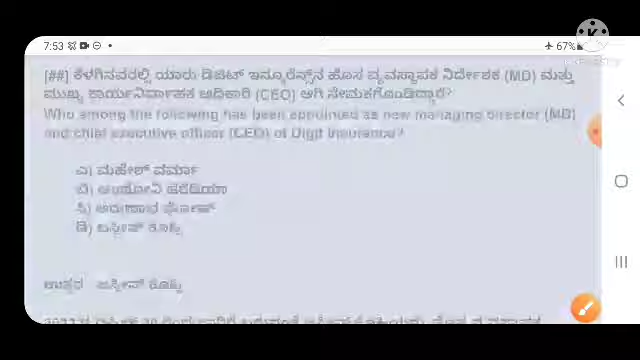 7:53
67%
[##] ಕೆಳಗಿನವರಲ್ಲಿ ಯಾರು ಡಿಜಿಟ್ ಇನ್ಶೂರೆನ್ಸ್‌ನ ಹೊಸ ವ್ಯವಸ್ಥಾಪಕ ನಿರ್ದೇಶಕ (MD) ಮತ್ತು
ಮುಖ್ಯ ಕಾರ್ಯನಿರ್ವಾಹಕ ಅಧಿಕಾರಿ (CEO) ಆಗಿ ನೇಮಕಗೊಂಡಿದ್ದಾರೆ?
Who among the following has been appointed as new managing director (MD)
and chief executive officer (CEO) of Digit Insurance?
ಎ) ಮಹೇಶ್ ವರ್ಮಾ
ಬಿ) ಆಂಥೋನಿ ಹೆರೆಡಿಯಾ
ಸಿ) ಅರುಣಾವ ಘೋಷ್
ಡಿ) ಜಸ್ಲೀನ್ ಕೊಹ್ಲಿ
ಉತ್ತರ ಜಸ್ಲೀನ್ ಕೊಹ್ಲಿ